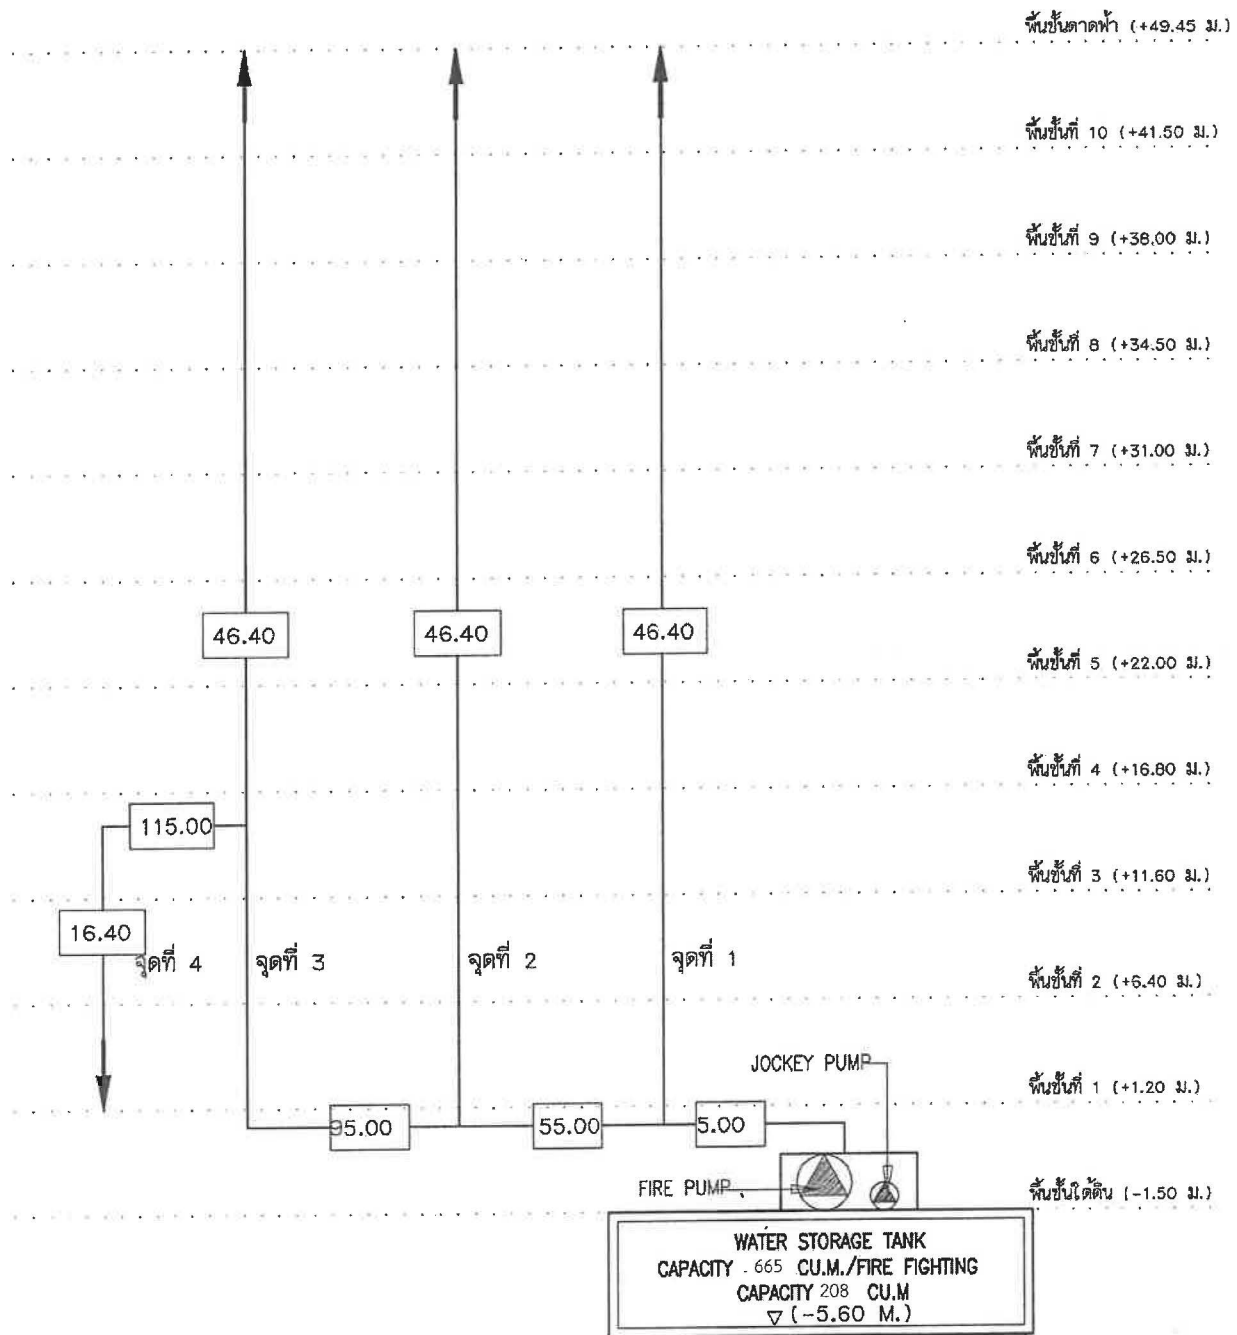 พื้นชั้นดาดฟ้า (+49.45 ม.)
พื้นชั้นที่ 10 (+41.50 ม.)
พื้นชั้นที่ 9 (+38.00 ม.)
พื้นชั้นที่ 8 (+34.50 ม.)
พื้นชั้นที่ 7 (+31.00 ม.)
พื้นชั้นที่ 6 (+26.50 ม.)
46.40 46.40 46.40
พื้นชั้นที่ 5 (+22.00 ม.)
พื้นชั้นที่ 4 (+16.80 ม.)
115.00
พื้นชั้นที่ 3 (+11.60 ม.)
16.40
จุดที่ 4 จุดที่ 3 จุดที่ 2 จุดที่ 1
พื้นชั้นที่ 2 (+6.40 ม.)
JOCKEY PUMP
พื้นชั้นที่ 1 (+1.20 ม.)
95.00 55.00 5.00
FIRE PUMP
พื้นชั้นใต้ดิน (-1.50 ม.)
WATER STORAGE TANK
CAPACITY 665 CU.M./FIRE FIGHTING
CAPACITY 208 CU.M
(-5.60 M.)